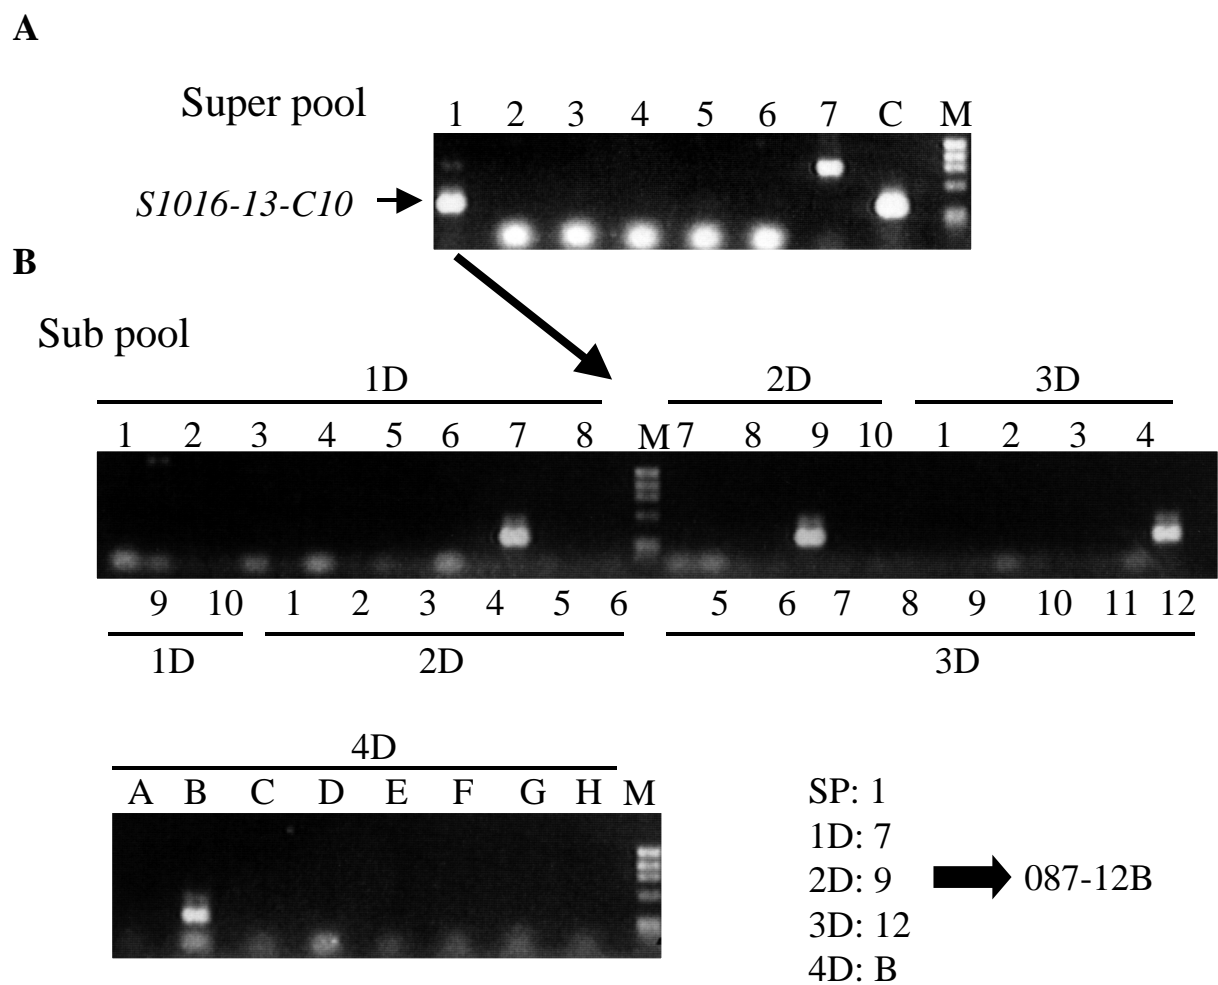 A
Super pool
1 2 3 4 5 6 7 C M
S1016-13-C10
B
Sub pool
1D 2D 3D
1 2 3 4 5 6 7 8 M 7 8 9 10 1 2 3 4
9 10 1 2 3 4 5 6 5 6 7 8 9 10 11 12
1D 2D 3D
4D
A B C D E F G H M
SP: 1
1D: 7
2D: 9
087-12B
3D: 12
4D: B